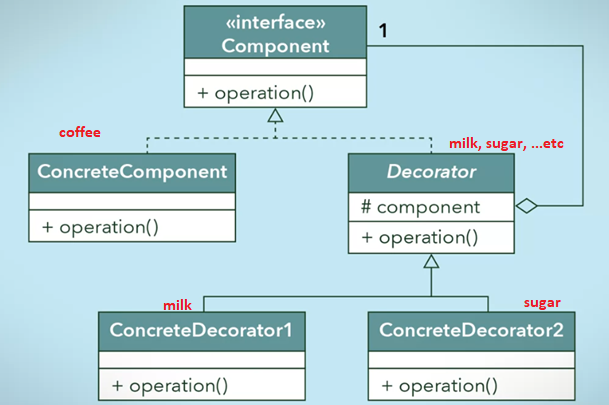 «interface»
Component
1
+ operation()
coffee
milk, sugar, ...etc
ConcreteComponent
+ operation()
Decorator
# component
+ operation()
milk
sugar
ConcreteDecorator1
+ operation()
ConcreteDecorator2
+ operation()